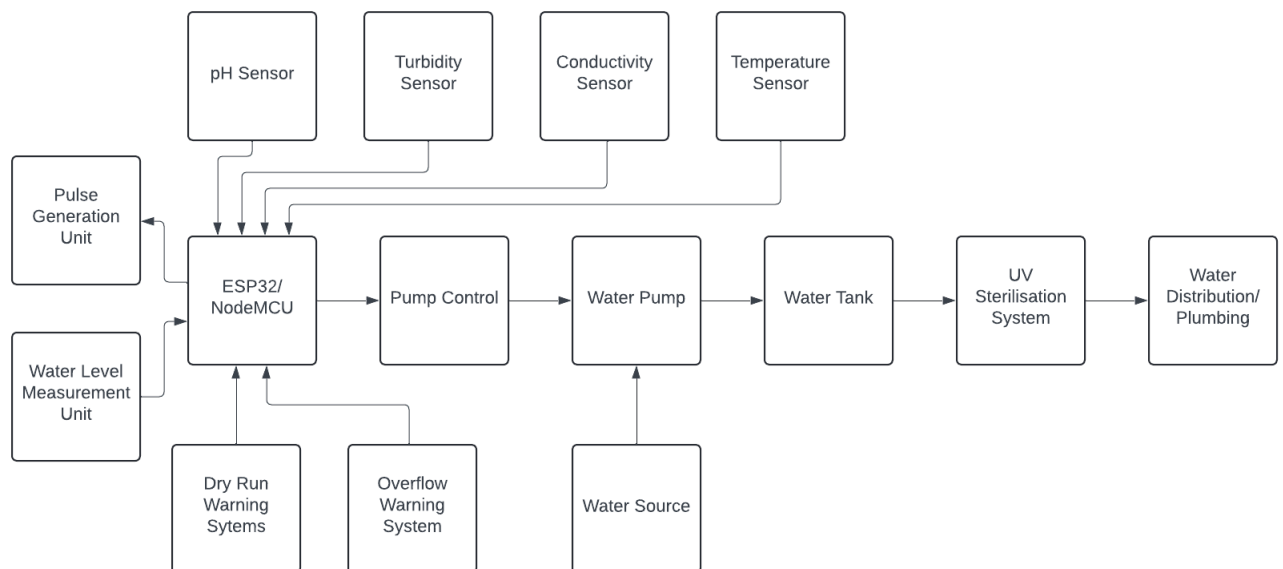 pH Sensor
Turbidity
Sensor
Conductivity
Sensor
Temperature
Sensor
Pulse
Generation
Unit
ESP32/
NodeMCU
Pump Control
Water Pump
Water Tank
UV
Sterilisation
System
Water
Distribution/
Plumbing
Water Level
Measurement
Unit
Dry Run
Warning
Sytems
Overflow
Warning
System
Water Source